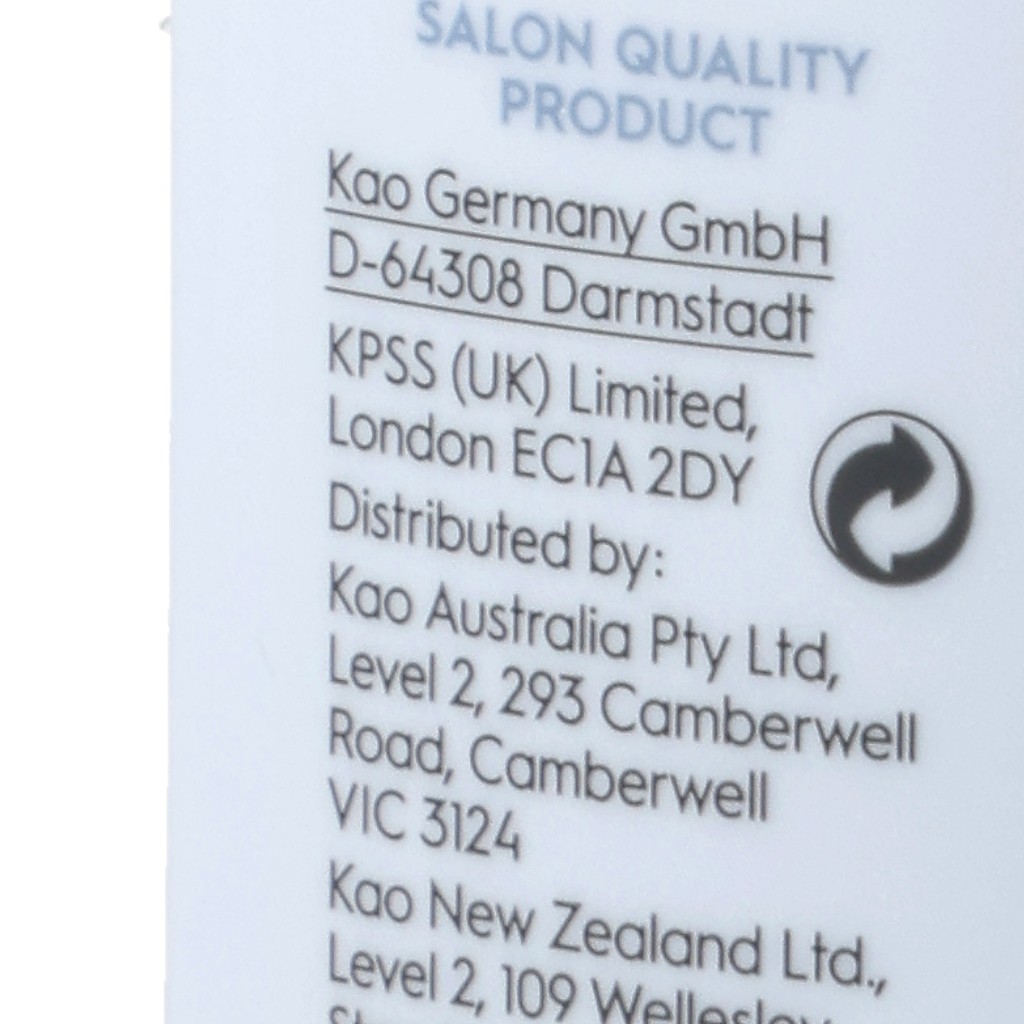 SALON QUALITY
PRODUCT
Kao Germany GmbH
D-64308 Darmstadt
KPSS (UK) Limited,
London EC1A 2DY
Distributed by:
Kao Australia Pty Ltd,
Level 2, 293 Camberwell
Road, Camberwell
VIC 3124
Kao New Zealand Ltd.,
Level 2, 109 Wellesley